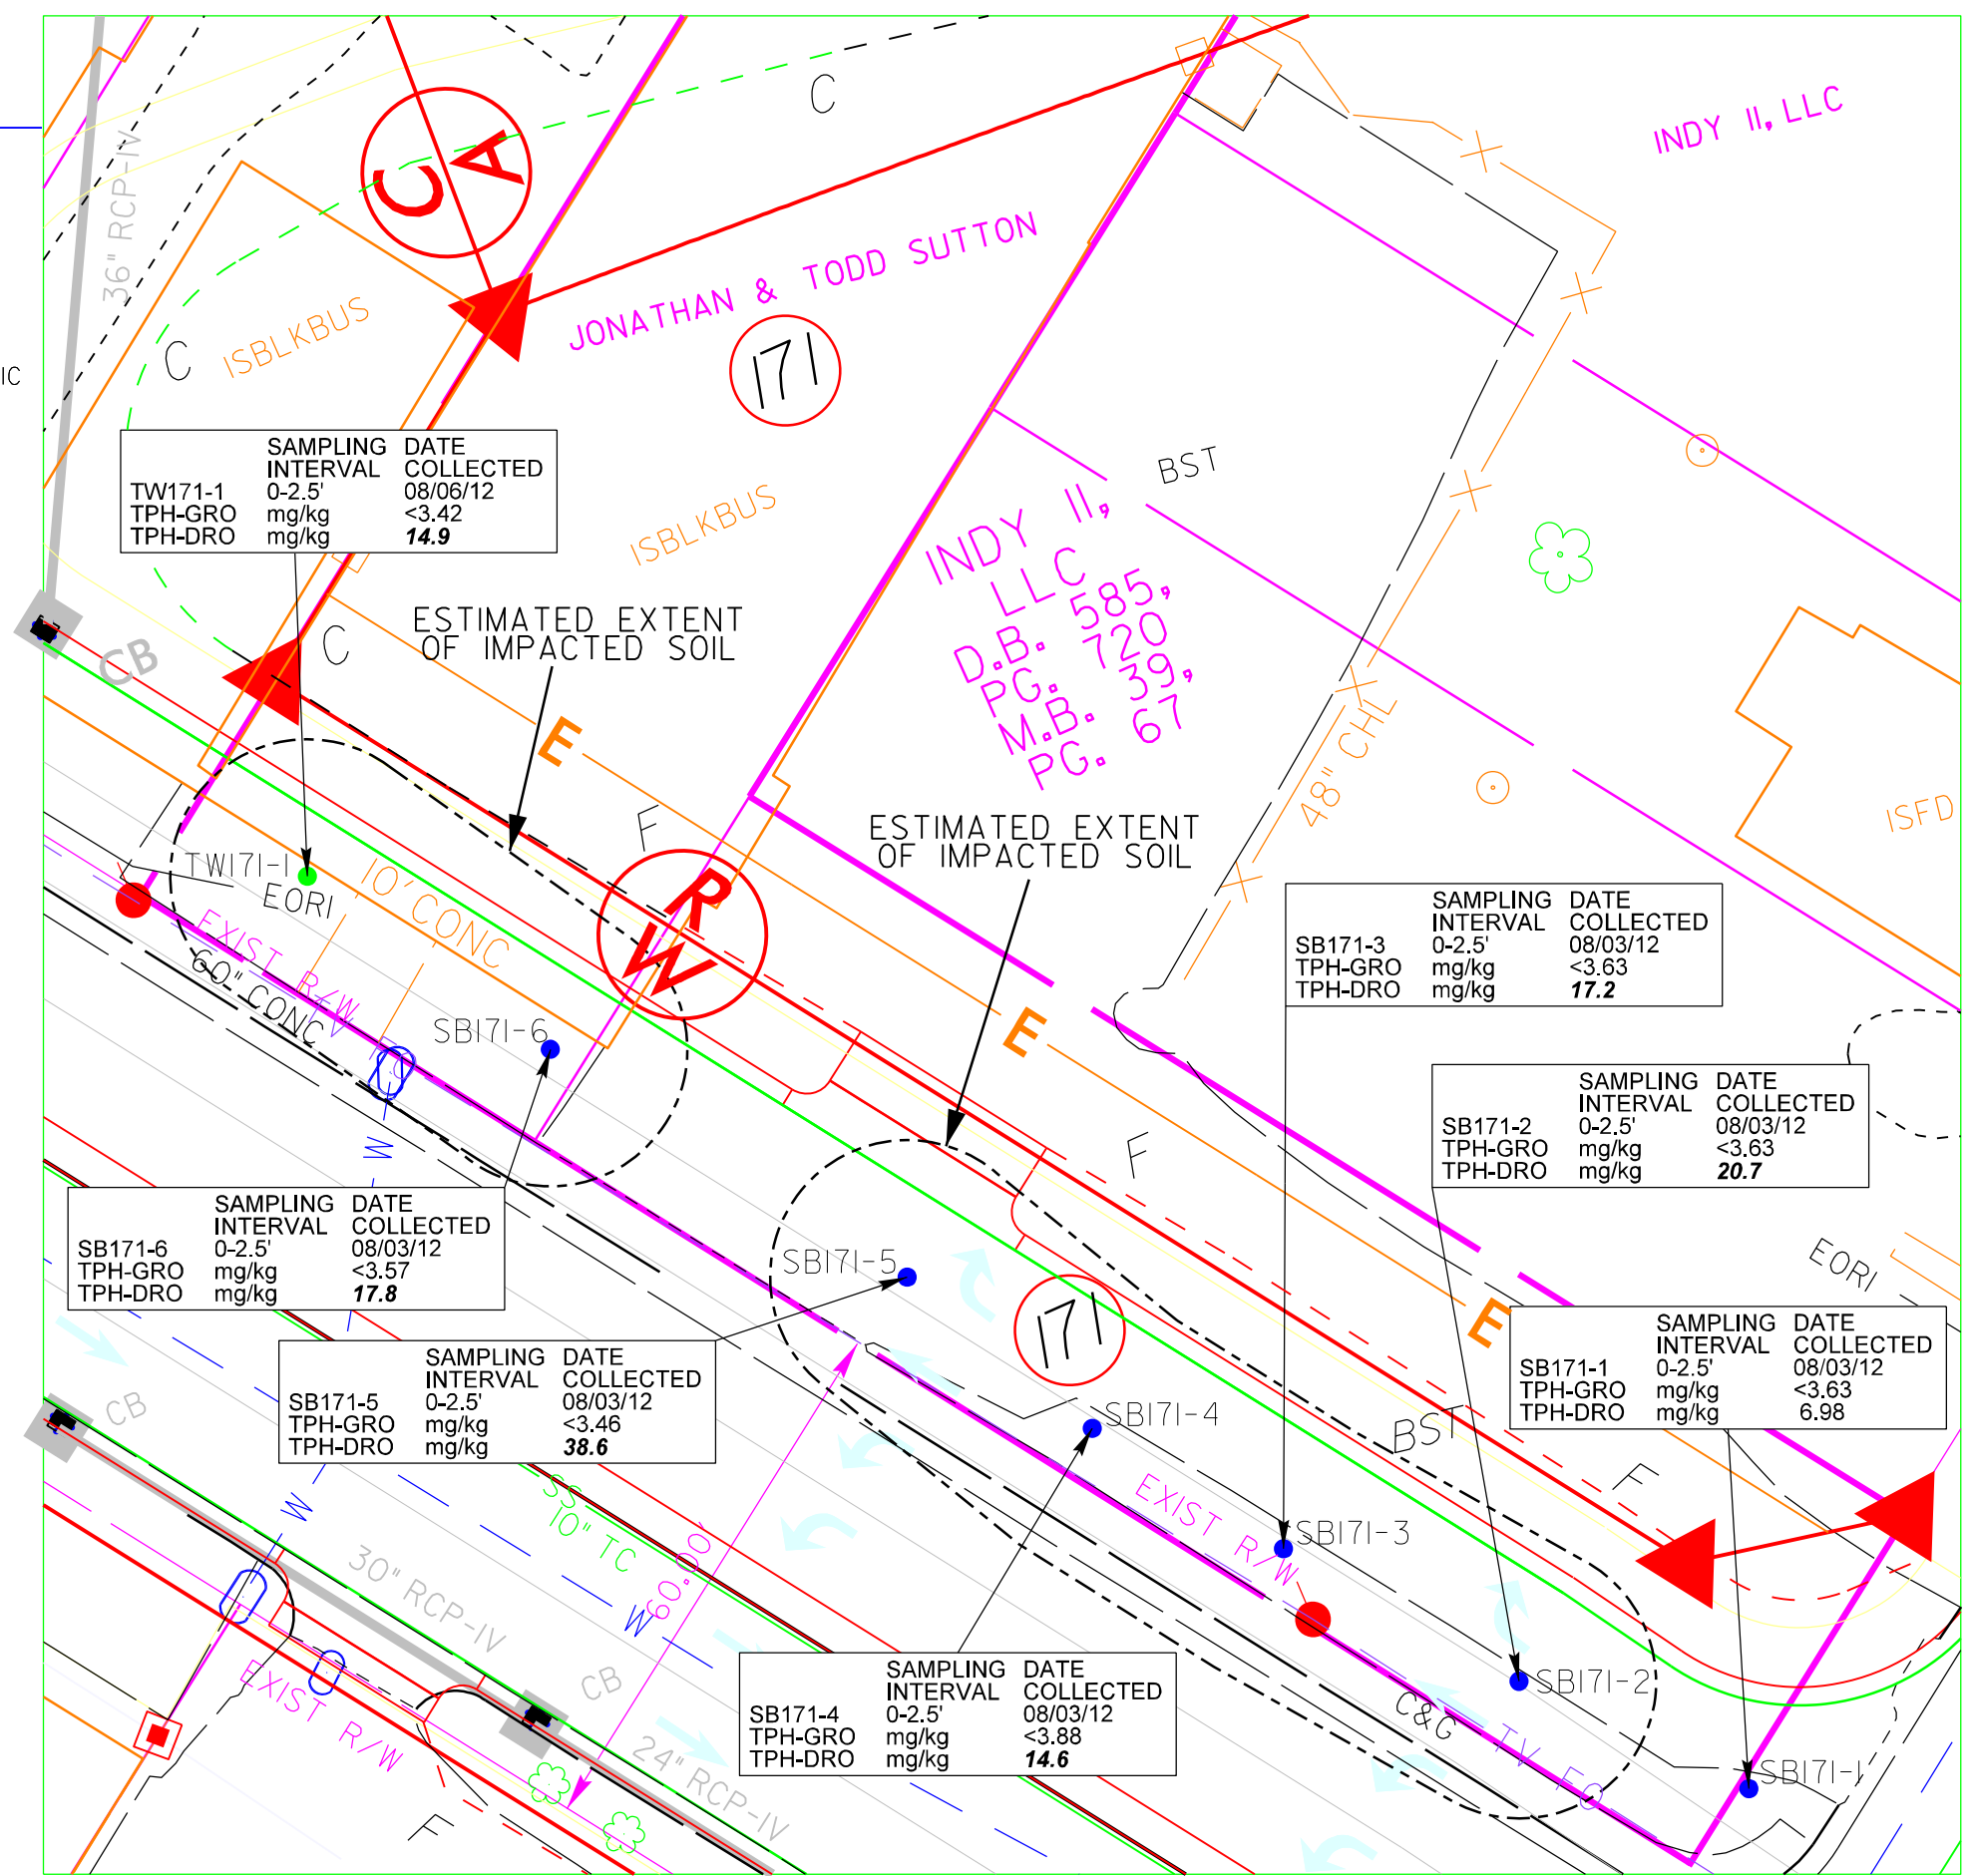 INDY II, LLC
C
C
A
36" RCP-IV
JONATHAN & TODD SUTTON
171
IC
C
ISBLKBUS
BST
SAMPLING DATE
INTERVAL COLLECTED
TW171-1 0-2.5' 08/06/12
TPH-GRO mg/kg <3.42
TPH-DRO mg/kg 14.9
ISBLKBUS
INDY II,
LLC
D.B. 585,
PG. 720
M.B. 39,
PG. 67
729,
ESTIMATED EXTENT
OF IMPACTED SOIL
C
CB
E
48" CHL
ISFD
F
ESTIMATED EXTENT
OF IMPACTED SOIL
TW171-1
EORI
10' CONC
R
W
EXIST R/W
TV FO
60" CONC
SB171-6
E
SAMPLING DATE
INTERVAL COLLECTED
SB171-3 0-2.5' 08/03/12
TPH-GRO mg/kg <3.63
TPH-DRO mg/kg 17.2
SAMPLING DATE
INTERVAL COLLECTED
SB171-2 0-2.5' 08/03/12
TPH-GRO mg/kg <3.63
TPH-DRO mg/kg 20.7
W
F
SAMPLING DATE
INTERVAL COLLECTED
SB171-6 0-2.5' 08/03/12
TPH-GRO mg/kg <3.57
TPH-DRO mg/kg 17.8
SB171-5
171
EORI
E
SAMPLING DATE
INTERVAL COLLECTED
SB171-1 0-2.5' 08/03/12
TPH-GRO mg/kg <3.63
TPH-DRO mg/kg 6.98
SAMPLING DATE
INTERVAL COLLECTED
SB171-5 0-2.5' 08/03/12
TPH-GRO mg/kg <3.46
TPH-DRO mg/kg 38.6
CB
SB171-4
BST
F
W
SS
10" TC
EXIST R/W
SB171-3
30" RCP-IV
60.00'
W
EXIST R/W
CB
24" RCP-IV
SAMPLING DATE
INTERVAL COLLECTED
SB171-4 0-2.5' 08/03/12
TPH-GRO mg/kg <3.88
TPH-DRO mg/kg 14.6
SB171-2
C&G
TV FO
SB171-1
F